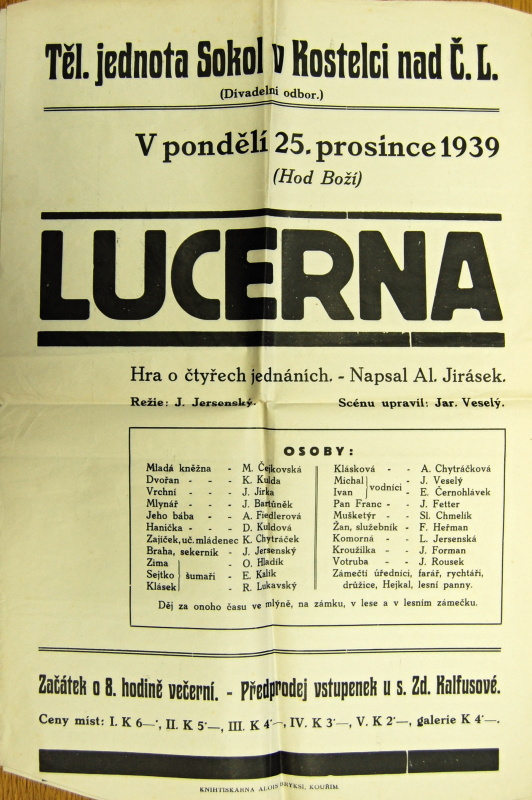 Těl. jednota Sokol v Kostelci nad Č. L.
(Divadelní odbor.)
V pondělí 25. prosince 1939
(Hod Boží)
LUCERNA
Hra o čtyřech jednáních. - Napsal Al. Jirásek.
Režie: J. Jersenský. Scénu upravil: Jar. Veselý.
OSOBY:
Mladá kněžna - M. Čejkovská
Dvořan - - - K. Kulda
Vrchní - - - J. Jirka
Mlynář - - - J. Bartůněk
Jeho bába - - A. Fiedlerová
Hanička - - - D. Kuldová
Zajíček, uč. mládenec K. Chytráček
Braha, sekerník - J. Jersenský
Zima - O. Hladík
Sejtko } šumaři - E. Kalík
Klásek - R. Lukavský
Klásková - - A. Chytráčková
Michal } vodníci - J. Veselý
Ivan - E. Černohlávek
Pan Franc - - J. Fetter
Mušketýr - - Sl. Chmelík
Žan, služebník - F. Heřman
Komorná - - L. Jersenská
Kroužilka - - J. Forman
Votruba - - J. Rousek
Zámečtí úředníci, farář, rychtáři,
družice, Hejkal, lesní panny.
Děj za onoho času ve mlýně, na zámku, v lese a v lesním zámečku.
Začátek o 8. hodině večerní. - Předprodej vstupenek u s. Zd. Kalfusové.
Ceny míst: I. K 6—, II. K 5·—, III. K 4·—, IV. K 3·—, V. K 2·—, galerie K 4·—.
KNIHTISKÁRNA ALOIS BRYKSÍ, KOUŘIM.